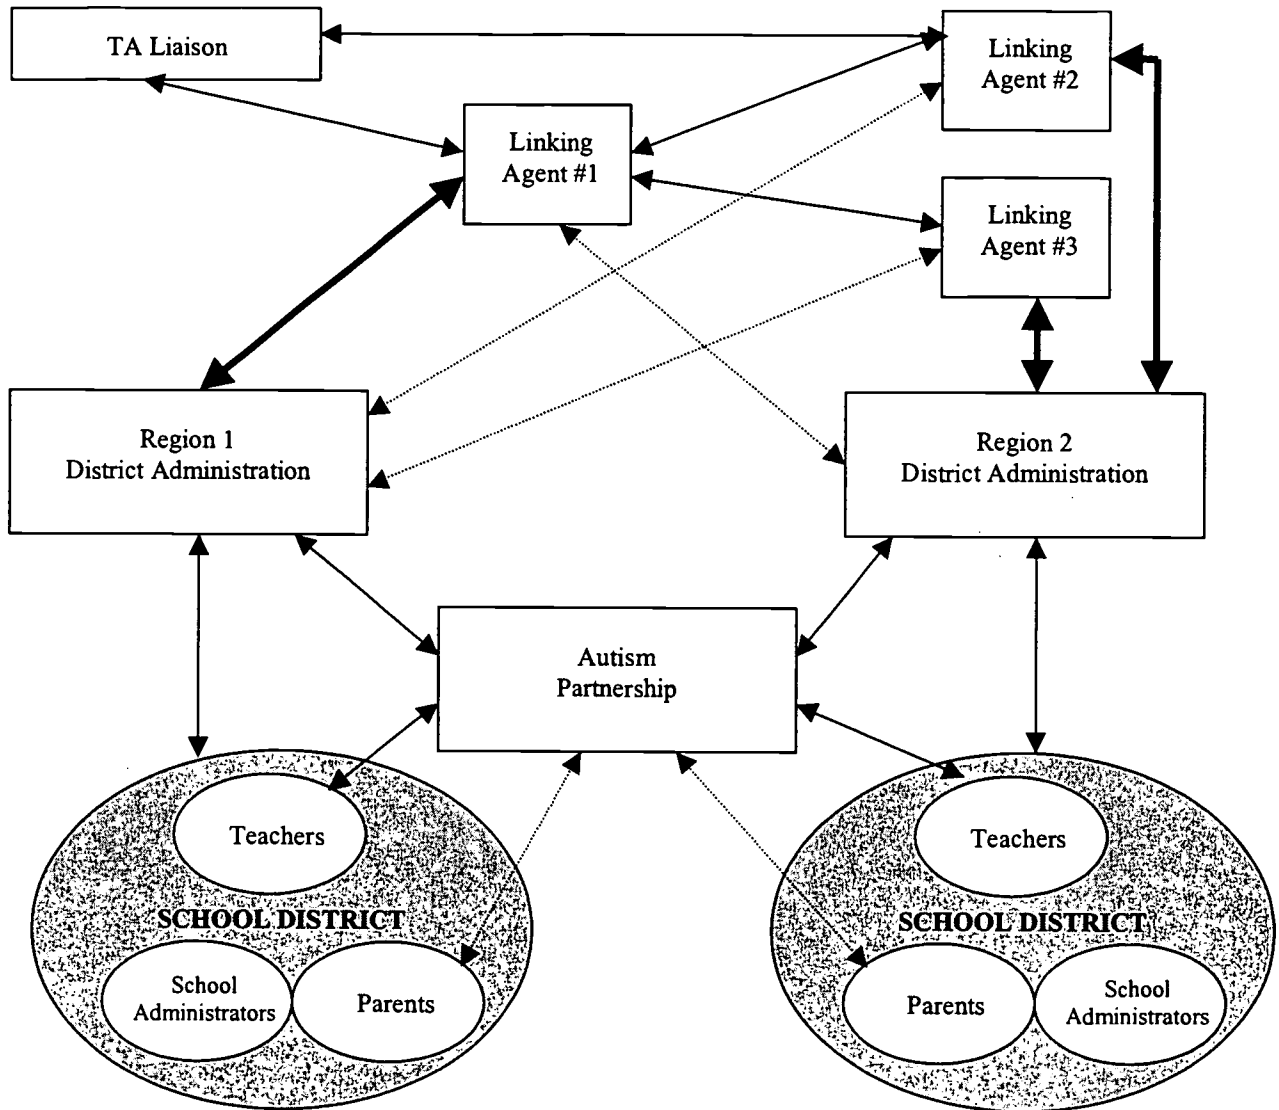 TA Liaison
Linking
Agent #2
Linking
Agent #1
Linking
Agent #3
Region 1
District Administration
Region 2
District Administration
Autism
Partnership
Teachers
SCHOOL DISTRICT
School
Administrators
Parents
Teachers
SCHOOL DISTRICT
Parents
School
Administrators